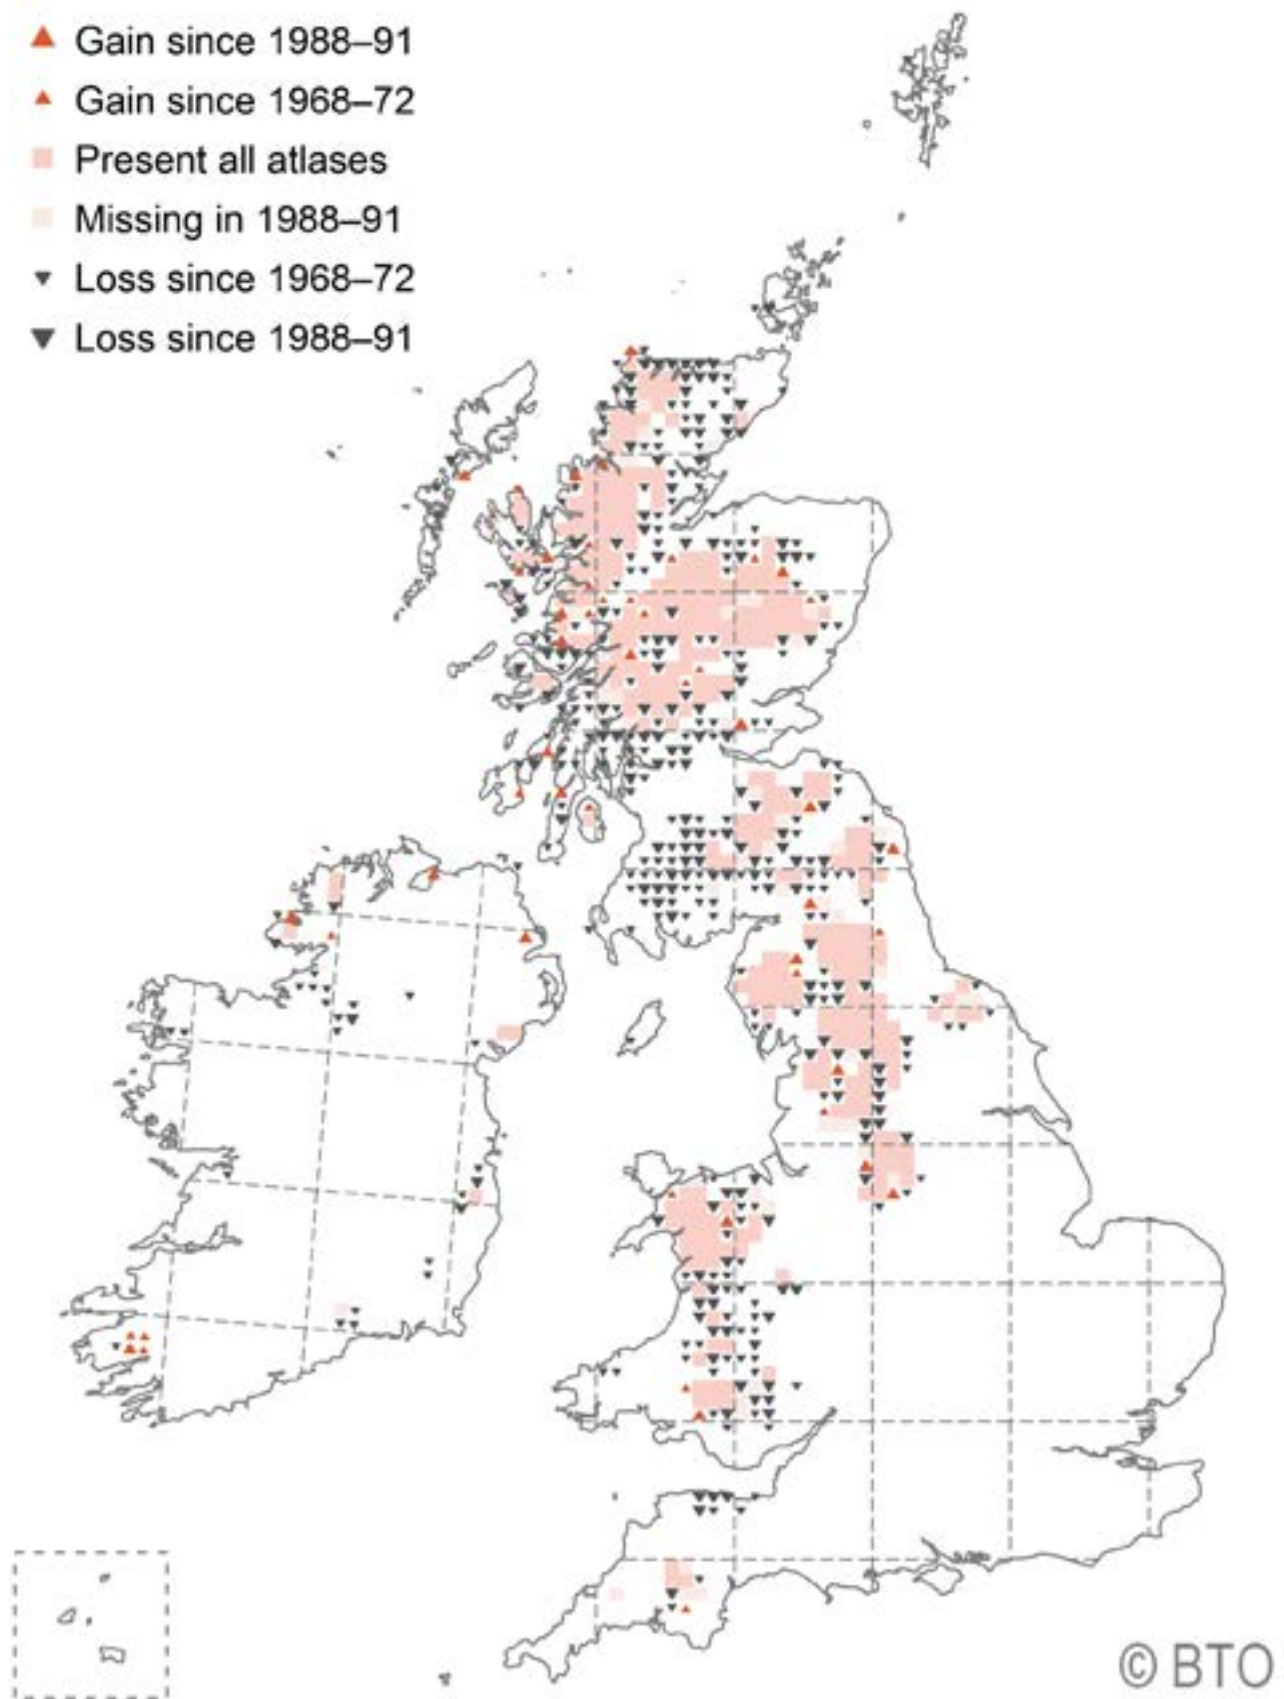 Gain since 1988–91
Gain since 1968–72
Present all atlases
Missing in 1988–91
Loss since 1968–72
Loss since 1988–91
© BTO